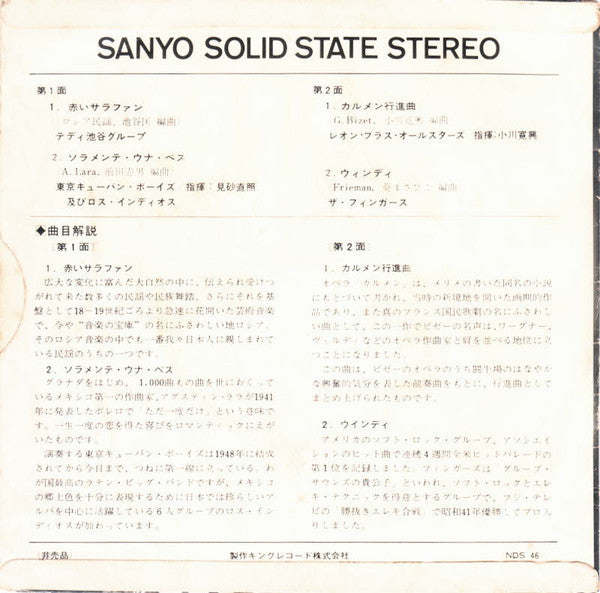 SANYO SOLID STATE STEREO
第1面
1. 赤いサラファン
(ロシア民謡、池谷 編曲)
テディ池谷グループ
2. ソラメンテ・ウナ・ベス
A. Lara, 前田憲男 編曲
東京キューバン・ボーイズ 指揮:見砂直照
及びロス・インディオス
第2面
1. カルメン行進曲
G. Bizet, 小川寛興 編曲
レオン・ブラス・オールスターズ 指揮:小川寛興
2. ウィンディ
Frieman, 葵まさひこ 編曲
ザ・フィンガース
◆曲目解説
(第1面)
1. 赤いサラファン
広大な変化に富んだ大自然の中に、伝えられ受けつ
がれて来た数多くの民謡や民族舞踏、さらにそれを基
盤として18−19世紀ごろより急速に花開いた芸術音楽
で、今や“音楽の宝庫”の名にふさわしい地ロシア。
そのロシア音楽の中でも一番我々日本人に親しまれて
いる民謡のうちの一つです。
2. ソラメンテ・ウナ・ベス
グラナダをはじめ、1,000曲もの曲を世におくってい
るメキシコ第一の作曲家、アグスティン・ララが1941
年に発表したボレロで「ただ一度だけ」という意味で
す。一生一度の恋を得た喜びをロマンティックにえが
いたものです。
演奏する東京キューバン・ボーイズは1948年に結成
されてから今日まで、つねに第一線に立っている。わ
が国最高のラテン・ビッグ・バンドですが、メキシコ
の郷土色を十分に表現するために日本では珍らしいア
ルパを中心に活躍している6人グループのロス・イン
ディオスが加わっています。
(第2面)
1. カルメン行進曲
オペラ「カルメン」は、メリメの書いた同名の小説
にもとづいて書かれ、当時の新境地を開いた画期的作
品であり、また真のフランス国民歌劇の名にふさわし
い曲として、この一作でビゼーの名声は、ワーグナー、
ヴェルディなどのオペラ作曲家と肩を並べる地位に立
つことになりました。
この曲は、ビゼーのオペラのうち闘牛場のはなやか
な興奮的気分を表した前奏曲をもとに、行進曲として
まとめ上げられたものです。
2. ウインディ
アメリカのソフト・ロック・グループ、アソシエイ
ションのヒット曲で連続4週間全米ヒットパレードの
第1位を記録しました。フィンガーズは「グループ・
サウンズの貴公子」といわれ、ソフト・ロックとエレ
キ・テクニックを得意とするグループで、フジ・テレ
ビの「勝抜きエレキ合戦」で昭和41年優勝してプロ入
りしました。
(非売品)
製作キングレコード株式会社
NDS 46